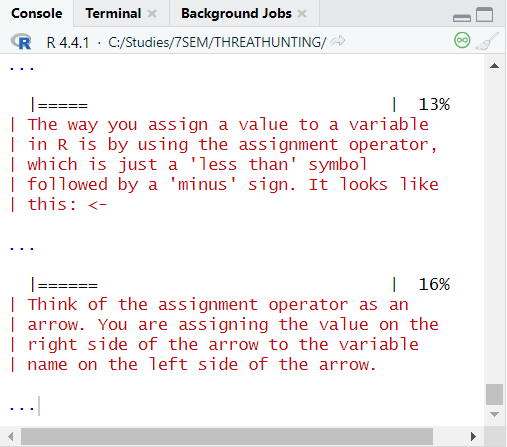 Console Terminal × Background Jobs ×
R R 4.4.1 · C:/Studies/7SEM/THREATHUNTING/
...
|===== | 13%
| The way you assign a value to a variable
| in R is by using the assignment operator,
| which is just a 'less than' symbol
| followed by a 'minus' sign. It looks like
| this: <-
...
|====== | 16%
| Think of the assignment operator as an
| arrow. You are assigning the value on the
| right side of the arrow to the variable
| name on the left side of the arrow.
...